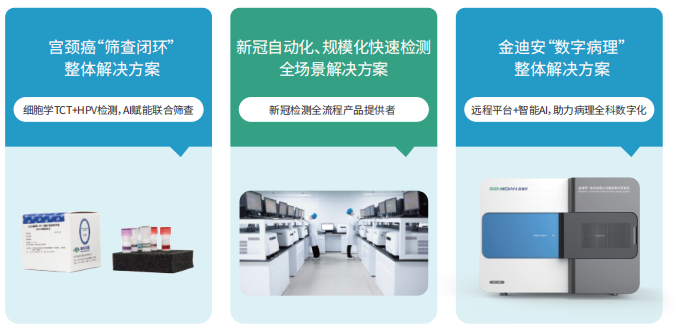 宫颈癌“筛查闭环”
整体解决方案
细胞学TCT+HPV检测，AI赋能联合筛查
新冠自动化、规模化快速检测
全场景解决方案
新冠检测全流程产品提供者
金迪安“数字病理”
整体解决方案
远程平台+智能AI，助力病理全科数字化